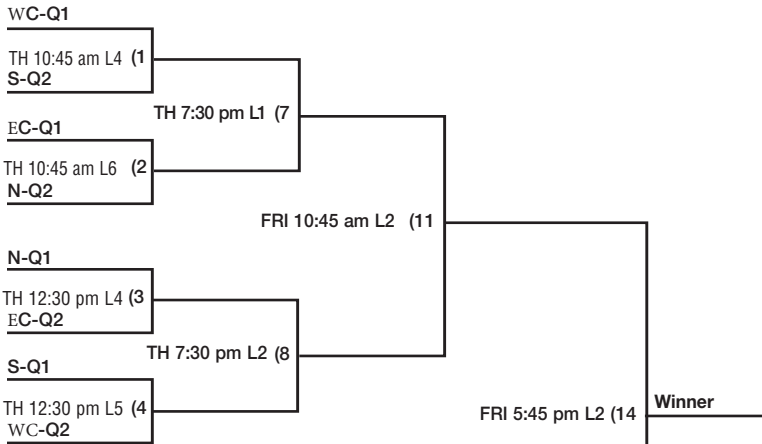 WC-Q1
TH 10:45 am L4 (1
S-Q2
TH 7:30 pm L1 (7
EC-Q1
TH 10:45 am L6 (2
N-Q2
FRI 10:45 am L2 (11
N-Q1
TH 12:30 pm L4 (3
EC-Q2
TH 7:30 pm L2 (8
S-Q1
TH 12:30 pm L5 (4
WC-Q2
FRI 5:45 pm L2 (14
Winner